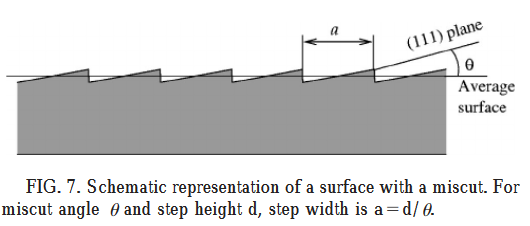 a
(111) plane
θ
Average
surface
FIG. 7. Schematic representation of a surface with a miscut. For
miscut angle θ and step height d, step width is a=d/θ.